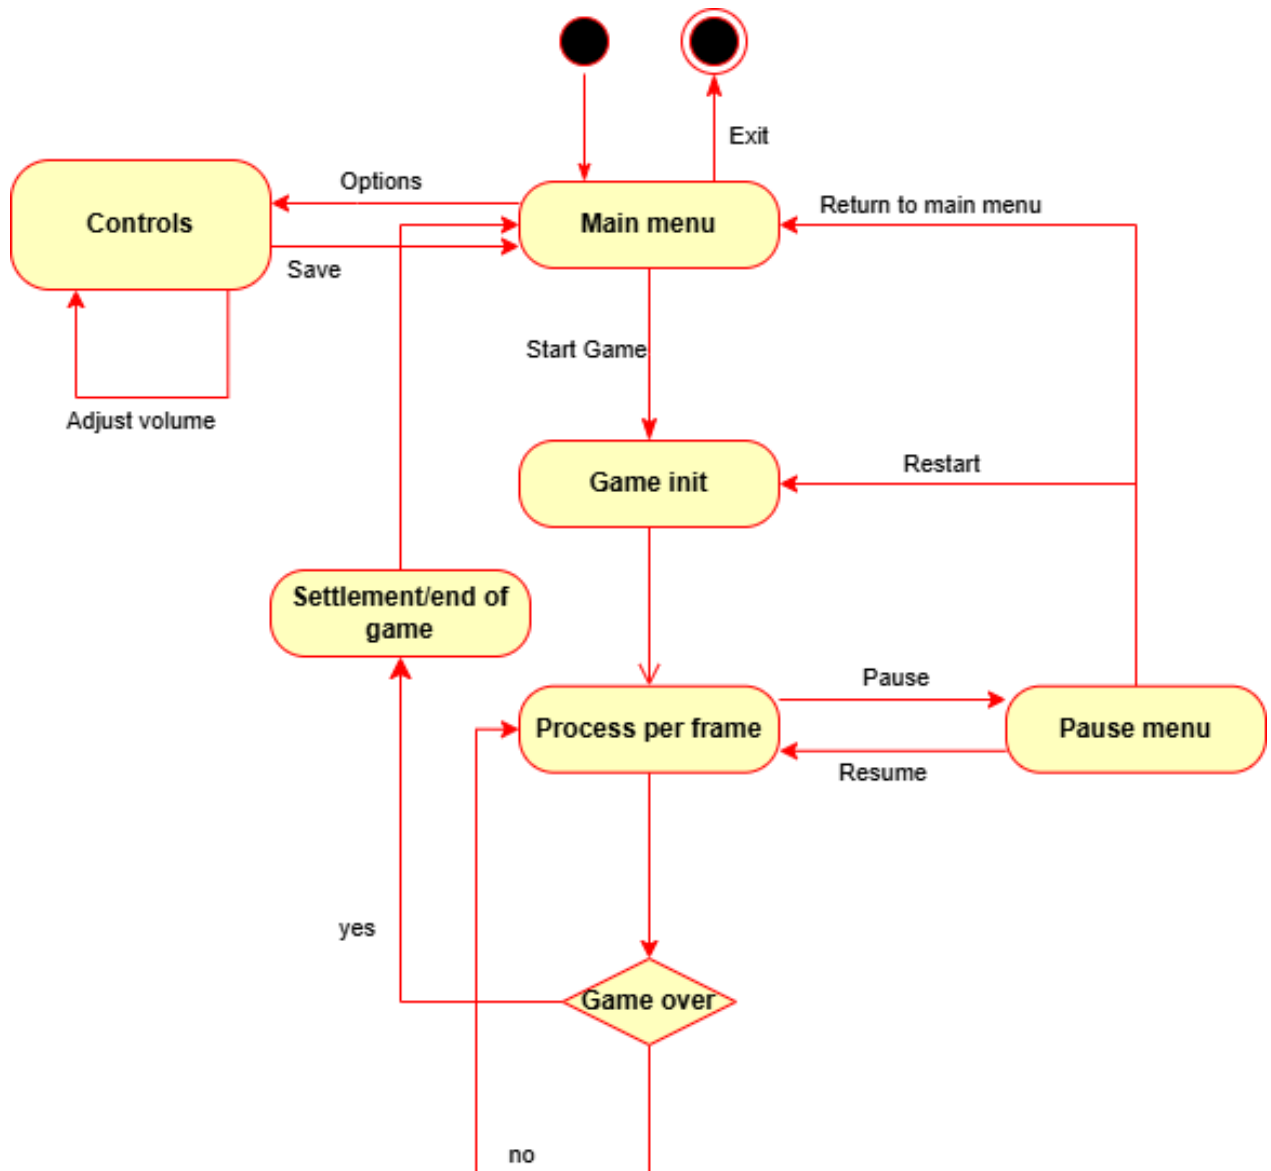 Exit
Options
Controls
Main menu
Return to main menu
Save
Start Game
Adjust volume
Restart
Game init
Settlement/end of
game
Pause
Process per frame
Pause menu
Resume
yes
Game over
no